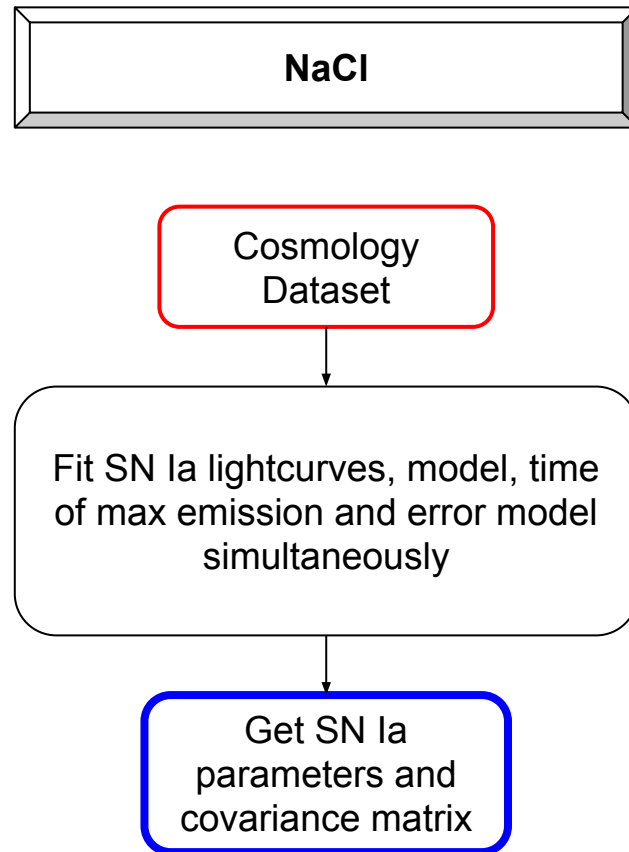 NaCl
Cosmology
Dataset
Fit SN Ia lightcurves, model, time
of max emission and error model
simultaneously
Get SN Ia
parameters and
covariance matrix